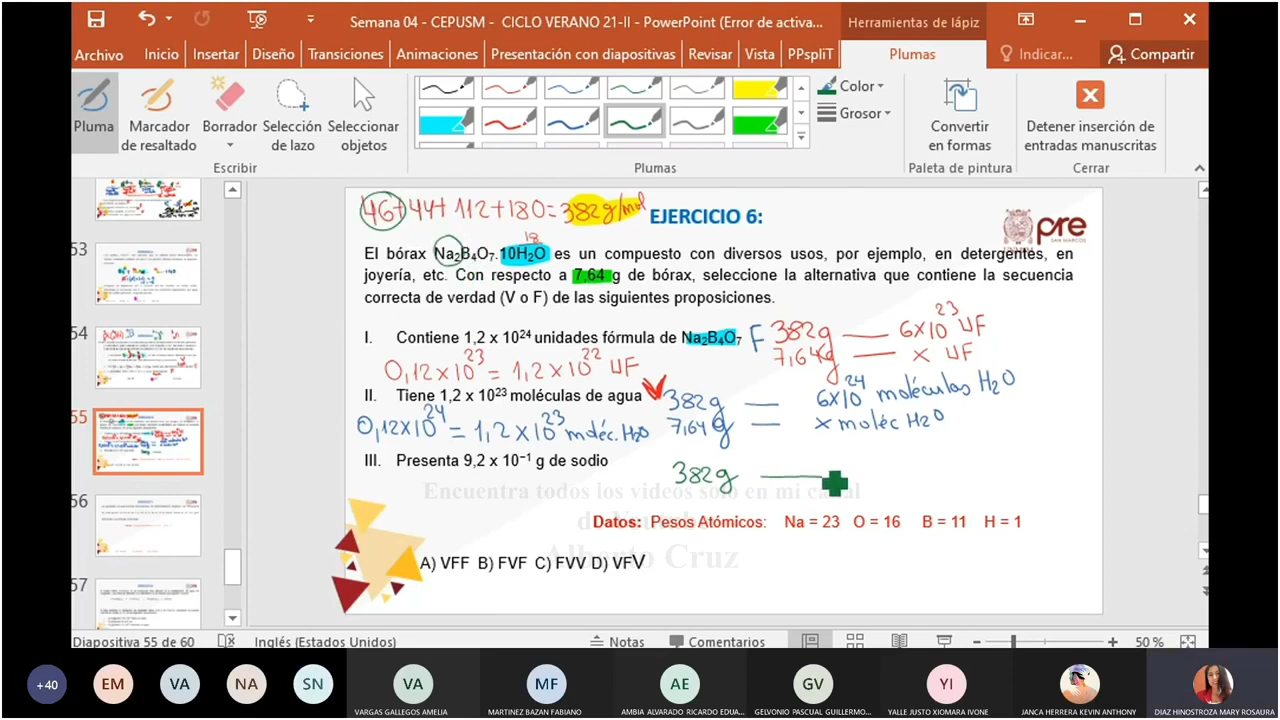 Semana 04 - CEPUSM - CICLO VERANO 21-II - PowerPoint (Error de activa...
Herramientas de lápiz
Archivo Inicio Insertar Diseño Transiciones Animaciones Presentación con diapositivas Revisar Vista PPspliT Plumas Indicar... Compartir
Pluma
Marcador de resaltado
Borrador
Selección de lazo
Seleccionar objetos
Color
Grosor
Convertir en formas
Detener inserción de entradas manuscritas
Escribir Plumas Paleta de pintura Cerrar
53
54
55
56
57
46+44+112+180=382g/mol
EJERCICIO 6:
pre
SAN MARCOS
18
El bórax Na₂B₄O₇.10H₂O es un compuesto con diversos usos, por ejemplo, en detergentes, en
joyería etc. Con respecto a 7,64 g de bórax, seleccione la alternativa que contiene la secuencia
correcta de verdad (V o F) de las siguientes proposiciones.
I. Contiene 1,2 x 10²⁴ unidades fórmula de Na₂B₄O₇ F
382g — 6x10²³ UF
7,64g — x UF
0,12x10²³ = 1,2x10²² UF
II. Tiene 1,2 x 10²³ moléculas de agua
382g — 6x10²⁴ moléculas H₂O
7,64g — x moléc H₂O
0,12x10²⁴ = 1,2x10²³ moléc. H₂O
III. Presenta 9,2 x 10⁻¹ g de sodio
382g —
Encuentra todos los videos solo en mi canal
Alberto Cruz
Datos: Pesos Atómicos: Na = 23 O = 16 B = 11 H = 1
A) VFF B) FVF C) FVV D) VFV
Diapositiva 55 de 60 Inglés (Estados Unidos) Notas Comentarios 50 %
+40 EM VA NA SN VA MF AE GV YI
VARGAS GALLEGOS AMELIA
MARTINEZ BAZAN FABIANO
AMBIA ALVARADO RICARDO EDUA...
GELVONIO PASCUAL GUILLERMO...
YALLE JUSTO XIOMARA IVONE
JANCA HERRERA KEVIN ANTHONY
DIAZ HINOSTROZA MARY ROSAURA